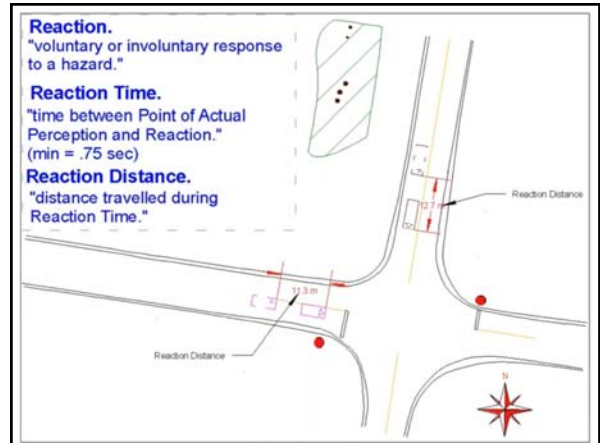 Reaction.
"voluntary or involuntary response
to a hazard."
Reaction Time.
"time between Point of Actual
Perception and Reaction."
(min = .75 sec)
Reaction Distance.
"distance travelled during
Reaction Time."
12.7 m
Reaction Distance
11.3 m
Reaction Distance
N